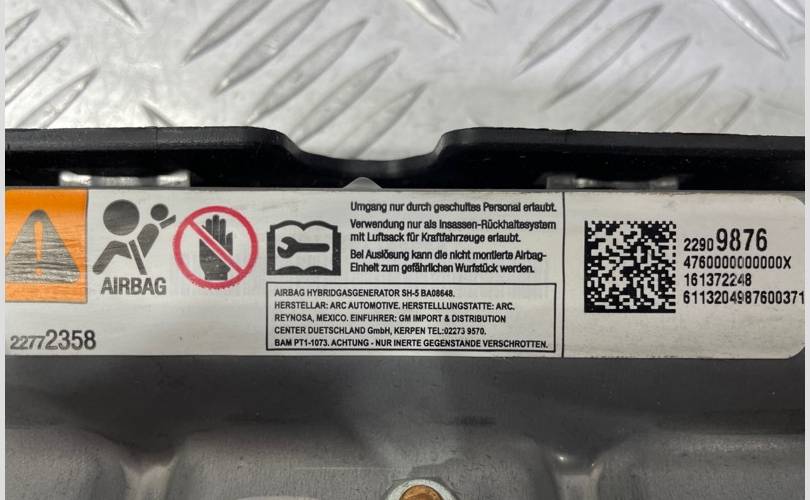 Umgang nur durch geschultes Personal erlaubt.
Verwendung nur als Insassen-Rückhaltesystem
mit Luftsack für Kraftfahrzeuge erlaubt.
Bei Auslösung kann die nicht montierte Airbag-
Einheit zum gefährlichen Wurfstück werden.
AIRBAG
AIRBAG HYBRIDGASGENERATOR SH-5 BA08648.
HERSTELLAR: ARC AUTOMOTIVE. HERSTELLLUNGSTATTE: ARC.
REYNOSA, MEXICO. EINFUHRER: GM IMPORT & DISTRIBUTION
CENTER DUETSCHLAND GmbH, KERPEN TEL:02273 9570.
BAM PT1-1073. ACHTUNG - NUR INERTE GEGENSTANDE VERSCHROTTEN.
22772358
22909876
4760000000000X
161372248
6113204987600371